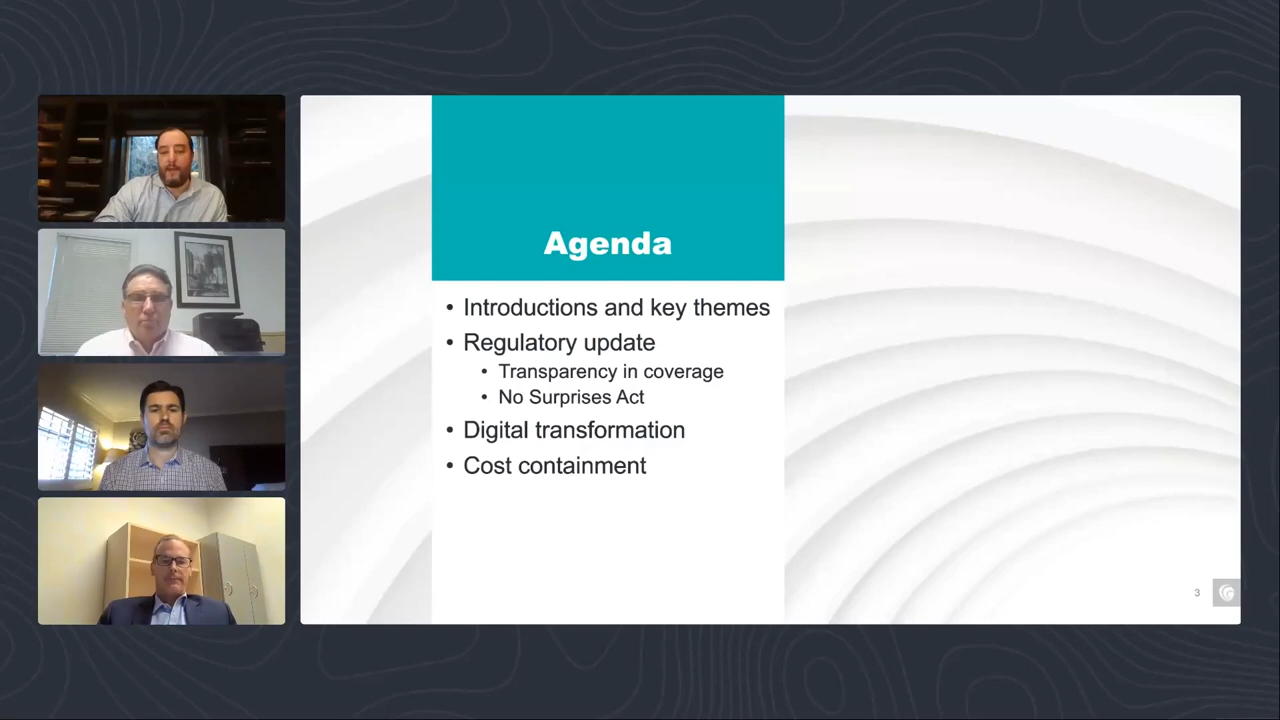 Agenda
• Introductions and key themes
• Regulatory update
• Transparency in coverage
• No Surprises Act
• Digital transformation
• Cost containment
3